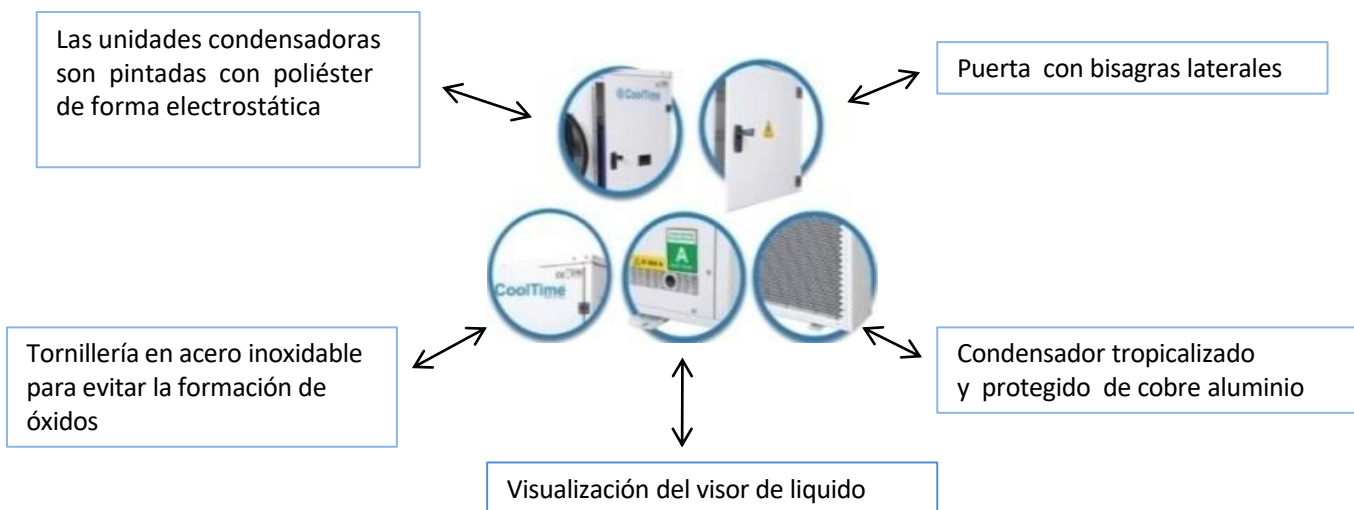 Las unidades condensadoras
son pintadas con poliéster
de forma electrostática
Puerta con bisagras laterales
CoolTime
CoolTime
A
Tornillería en acero inoxidable
para evitar la formación de
óxidos
Condensador tropicalizado
y protegido de cobre aluminio
Visualización del visor de liquido